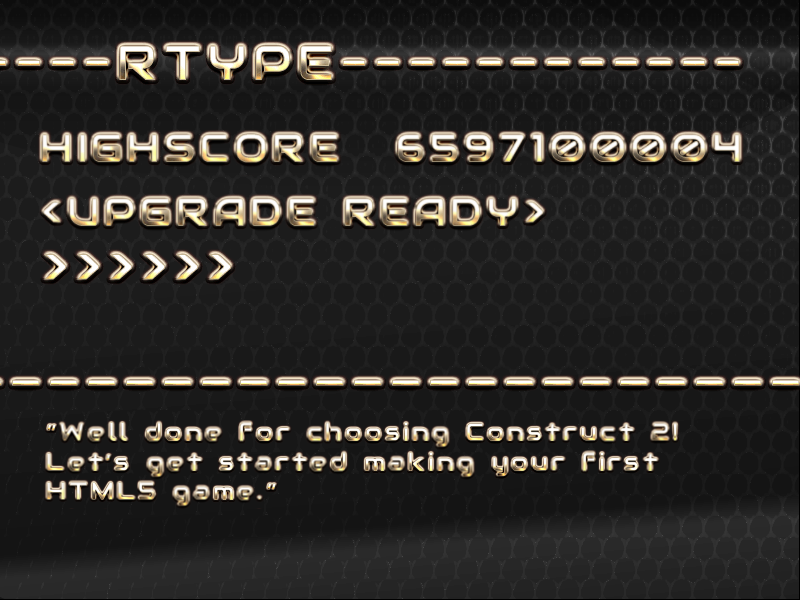 ---RTYPE------------
HIGHSCORE 6597100004
<UPGRADE READY>
>>>>>>
--------------------
"Well done for choosing Construct 2!
Let's get started making your first
HTML5 game."